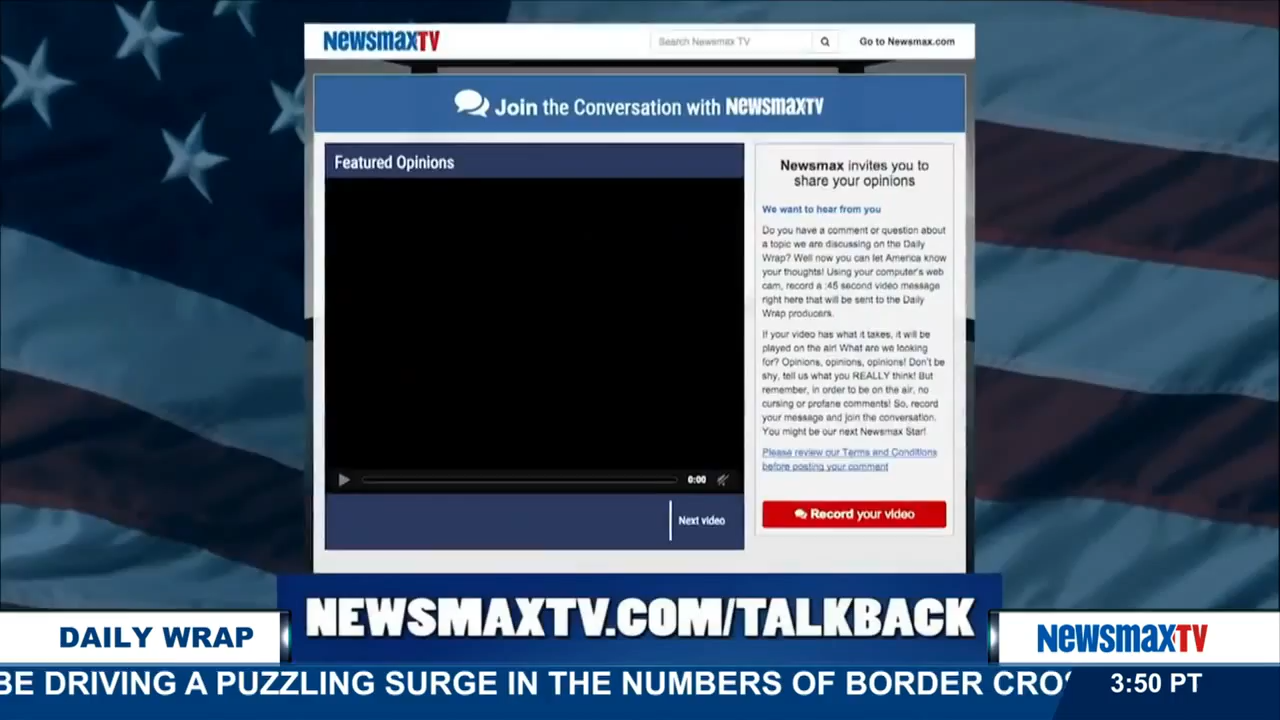 NEWSMAXTV
Search Newsmax TV
Go to Newsmax.com
Join the Conversation with NEWSMAXTV
Featured Opinions
0:00
Next video
Newsmax invites you to
share your opinions
We want to hear from you
Do you have a comment or question about
a topic we are discussing on the Daily
Wrap? Well now you can let America know
your thoughts! Using your computer's web
cam, record a :45 second video message
right here that will be sent to the Daily
Wrap producers.
If your video has what it takes, it will be
played on the air! What are we looking
for? Opinions, opinions, opinions! Don't be
shy, tell us what you REALLY think! But
remember, in order to be on the air, no
cursing or profane comments! So, record
your message and join the conversation.
You might be our next Newsmax Star!
Please review our Terms and Conditions
before posting your comment
Record your video
NEWSMAXTV.COM/TALKBACK
DAILY WRAP
NEWSMAXTV
BE DRIVING A PUZZLING SURGE IN THE NUMBERS OF BORDER CRO
3:50 PT